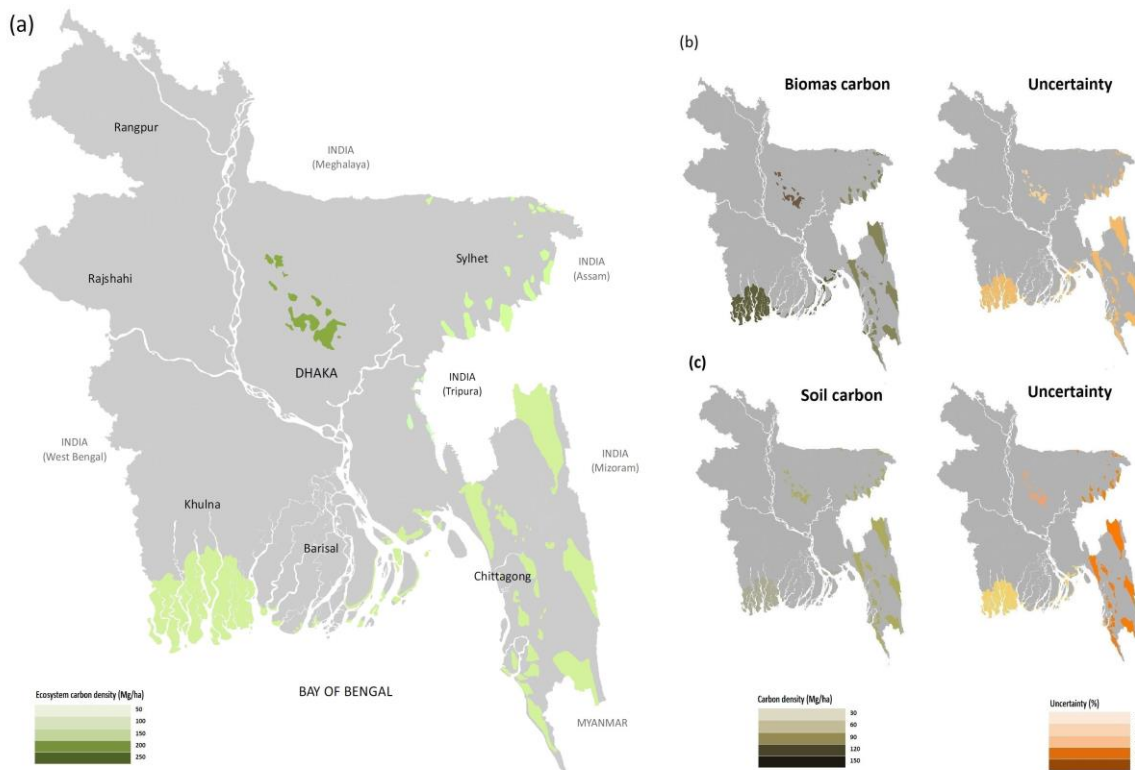 (a)
Rangpur
INDIA
(Meghalaya)
Rajshahi
Sylhet
INDIA
(Assam)
DHAKA
INDIA
(Tripura)
INDIA
(West Bengal)
INDIA
(Mizoram)
Khulna
Barisal
Chittagong
BAY OF BENGAL
MYANMAR
Ecosystem carbon density (Mg/ha)
50
100
150
200
250
(b)
Biomas carbon
Uncertainty
(c)
Soil carbon
Uncertainty
Carbon density (Mg/ha)
30
60
90
120
150
Uncertainty (%)